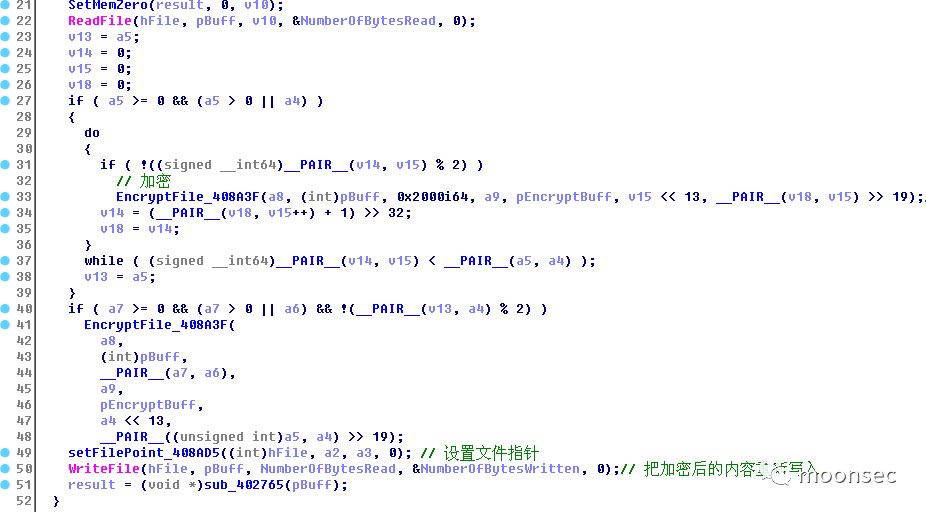 21 SetMemZero(result, 0, v10);
22 ReadFile(hFile, pBuff, v10, &NumberOfBytesRead, 0);
23 v13 = a5;
24 v14 = 0;
25 v15 = 0;
26 v18 = 0;
27 if ( a5 >= 0 && (a5 > 0 || a4) )
28 {
29 do
30 {
31 if ( !((signed __int64)__PAIR__(v14, v15) % 2) )
32 // 加密
33 EncryptFile_408A3F(a8, (int)pBuff, 0x2000i64, a9, pEncryptBuff, v15 << 13, __PAIR__(v18, v15) >> 19);
34 v14 = (__PAIR__(v18, v15++) + 1) >> 32;
35 v18 = v14;
36 }
37 while ( (signed __int64)__PAIR__(v14, v15) < __PAIR__(a5, a4) );
38 v13 = a5;
39 }
40 if ( a7 >= 0 && (a7 > 0 || a6) && !(__PAIR__(v13, a4) % 2) )
41 EncryptFile_408A3F(
42 a8,
43 (int)pBuff,
44 __PAIR__(a7, a6),
45 a9,
46 pEncryptBuff,
47 a4 << 13,
48 __PAIR__((unsigned int)a5, a4) >> 19);
49 setFilePoint_408AD5((int)hFile, a2, a3, 0); // 设置文件指针
50 WriteFile(hFile, pBuff, NumberOfBytesRead, &NumberOfBytesWritten, 0);// 把加密后的内容写入
51 result = (void *)sub_402765(pBuff);
52 }
moonsec